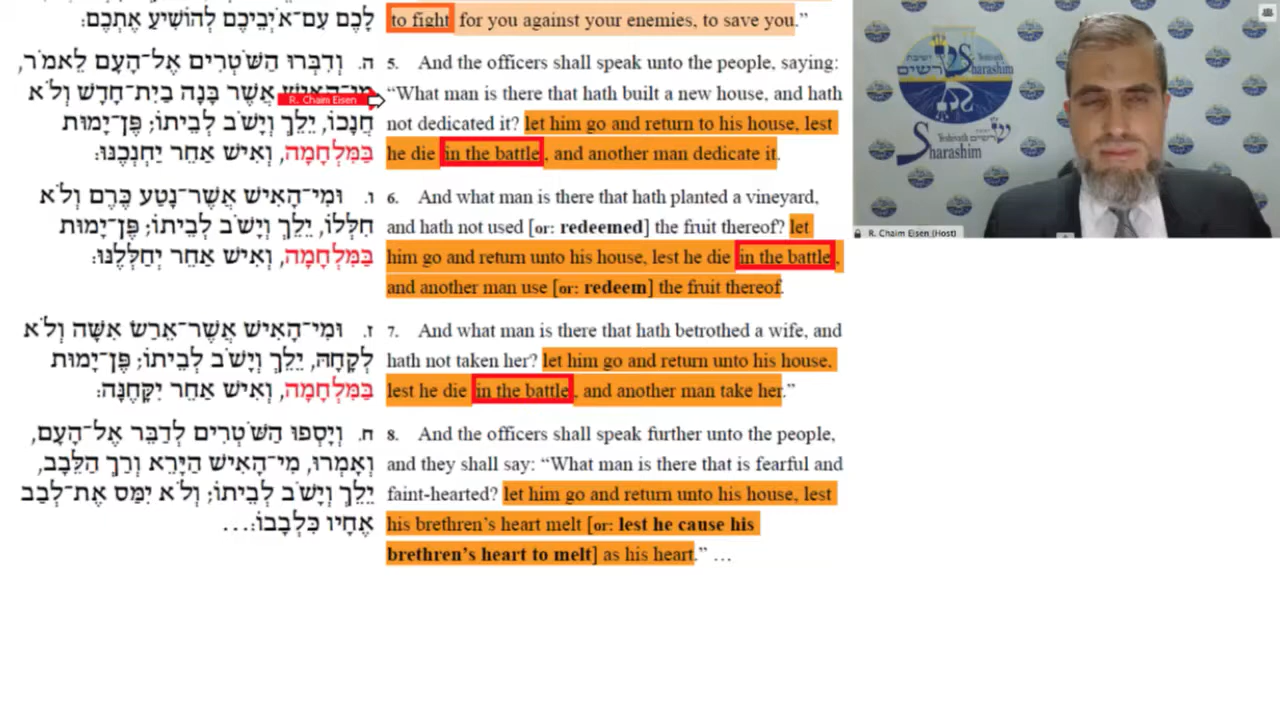 לָכֶם עִם־אֹיְבֵיכֶם לְהוֹשִׁיעַ אֶתְכֶם:
ה. וְדִבְּרוּ הַשֹּׁטְרִים אֶל־הָעָם לֵאמֹר,
אֲשֶׁר בָּנָה בַיִת־חָדָשׁ וְלֹא
חֲנָכוֹ, יֵלֵךְ וְיָשֹׁב לְבֵיתוֹ; פֶּן־יָמוּת
בַּמִּלְחָמָה, וְאִישׁ אַחֵר יַחְנְכֶנּוּ:
ו. וּמִי־הָאִישׁ אֲשֶׁר־נָטַע כֶּרֶם וְלֹא
חִלְּלוֹ, יֵלֵךְ וְיָשֹׁב לְבֵיתוֹ; פֶּן־יָמוּת
בַּמִּלְחָמָה, וְאִישׁ אַחֵר יְחַלְּלֶנּוּ:
ז. וּמִי־הָאִישׁ אֲשֶׁר־אֵרַשׂ אִשָּׁה וְלֹא
לְקָחָהּ, יֵלֵךְ וְיָשֹׁב לְבֵיתוֹ; פֶּן־יָמוּת
בַּמִּלְחָמָה, וְאִישׁ אַחֵר יִקָּחֶנָּה:
ח. וְיָסְפוּ הַשֹּׁטְרִים לְדַבֵּר אֶל־הָעָם,
וְאָמְרוּ, מִי־הָאִישׁ הַיָּרֵא וְרַךְ הַלֵּבָב,
יֵלֵךְ וְיָשֹׁב לְבֵיתוֹ; וְלֹא יִמַּס אֶת־לְבַב
אֶחָיו כִּלְבָבוֹ:...
R. Chaim Eisen
to fight for you against your enemies, to save you.”
5. And the officers shall speak unto the people, saying:
“What man is there that hath built a new house, and hath
not dedicated it? let him go and return to his house, lest
he die in the battle, and another man dedicate it.
6. And what man is there that hath planted a vineyard,
and hath not used [or: redeemed] the fruit thereof? let
him go and return unto his house, lest he die in the battle,
and another man use [or: redeem] the fruit thereof.
7. And what man is there that hath betrothed a wife, and
hath not taken her? let him go and return unto his house,
lest he die in the battle, and another man take her.”
8. And the officers shall speak further unto the people,
and they shall say: “What man is there that is fearful and
faint-hearted? let him go and return unto his house, lest
his brethren’s heart melt [or: lest he cause his
brethren’s heart to melt] as his heart.” …
ישיבת
Yeshivath
שרשים
Sharashim
Yeshivath
שרשים
Sharashim
R. Chaim Eisen (Host)